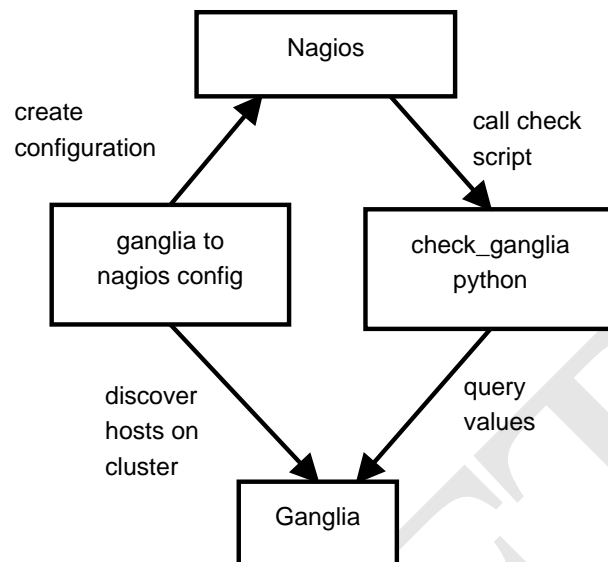 Nagios
create
configuration
call check
script
ganglia to
nagios config
check_ganglia
python
discover
hosts on
cluster
query
values
Ganglia